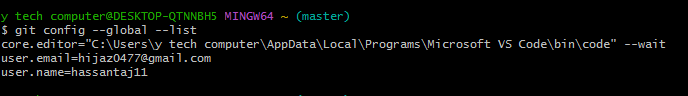 y tech computer@DESKTOP-QTNNBH5 MINGW64 ~ (master)
$ git config --global --list
core.editor="C:\Users\y tech computer\AppData\Local\Programs\Microsoft VS Code\bin\code" --wait
user.email=hijaz0477@gmail.com
user.name=hassantaj11